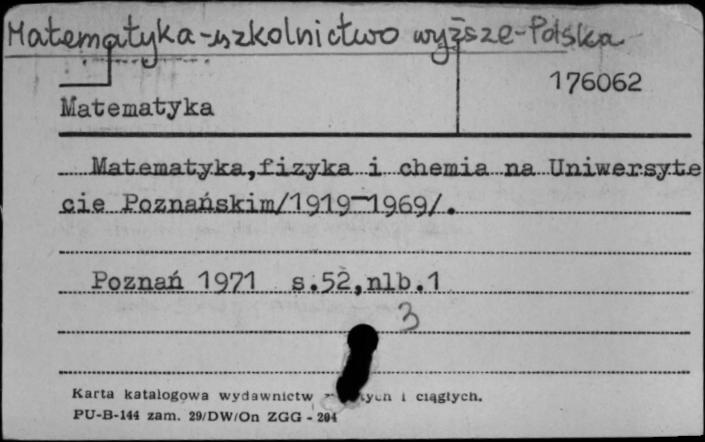 Matematyka-szkolnictwo wyższe-Polska
176062
Matematyka
Matematyka,fizyka i chemia na Uniwersyte
cie Poznańskim/1919-1969/.
Poznań 1971 s.52,nlb.1
3
Karta katalogowa wydawnictw i ciągłych.
PU-B-144 zam. 29/DW/On ZGG - 204